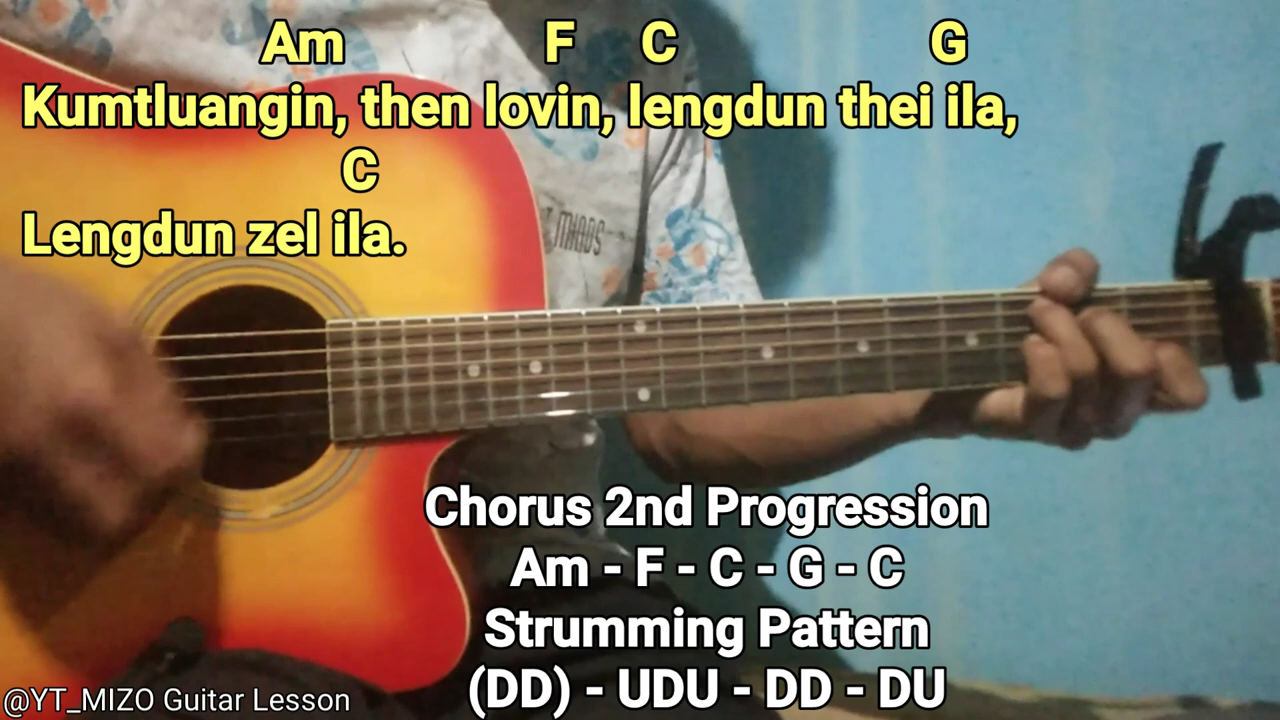 Am F C G
Kumtluangin, then lovin, lengdun thei ila,
C
Lengdun zel ila.
Chorus 2nd Progression
Am - F - C - G - C
Strumming Pattern
(DD) - UDU - DD - DU
@YT_MIZO Guitar Lesson